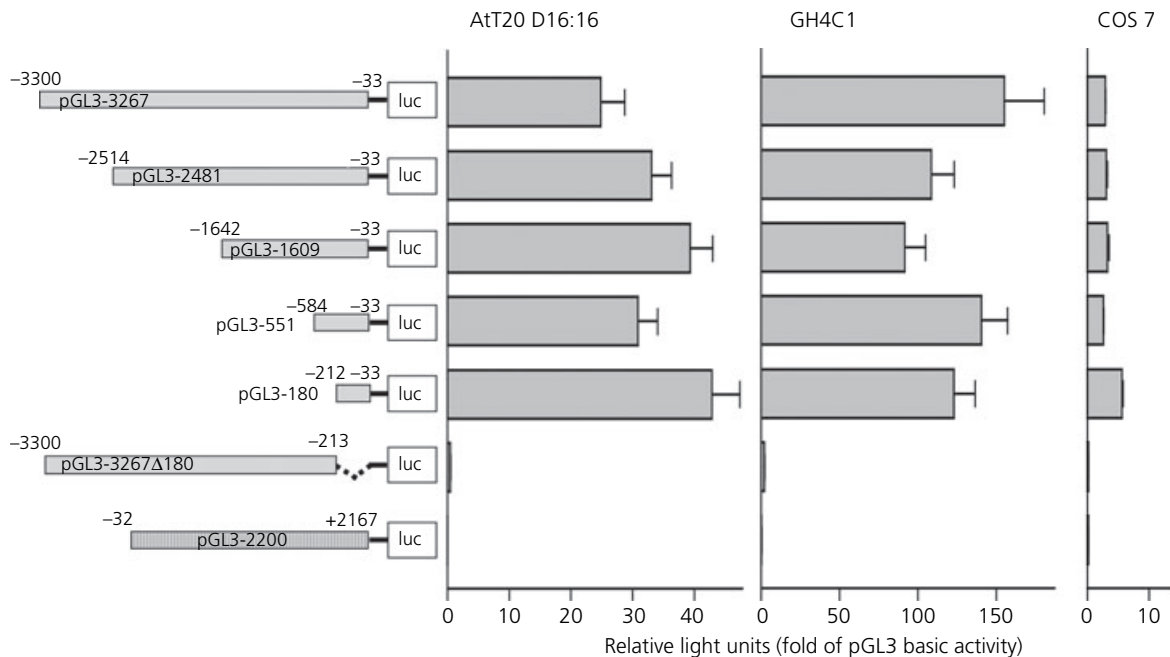 AtT20 D16:16 GH4C1 COS 7
–3300 –33
pGL3-3267 luc
–2514 –33
pGL3-2481 luc
–1642 –33
pGL3-1609 luc
–584 –33
pGL3-551 luc
–212 –33
pGL3-180 luc
–3300 –213
pGL3-3267Δ180 luc
–32 +2167
pGL3-2200 luc
0 10 20 30 40 0 50 100 150 0 10
Relative light units (fold of pGL3 basic activity)